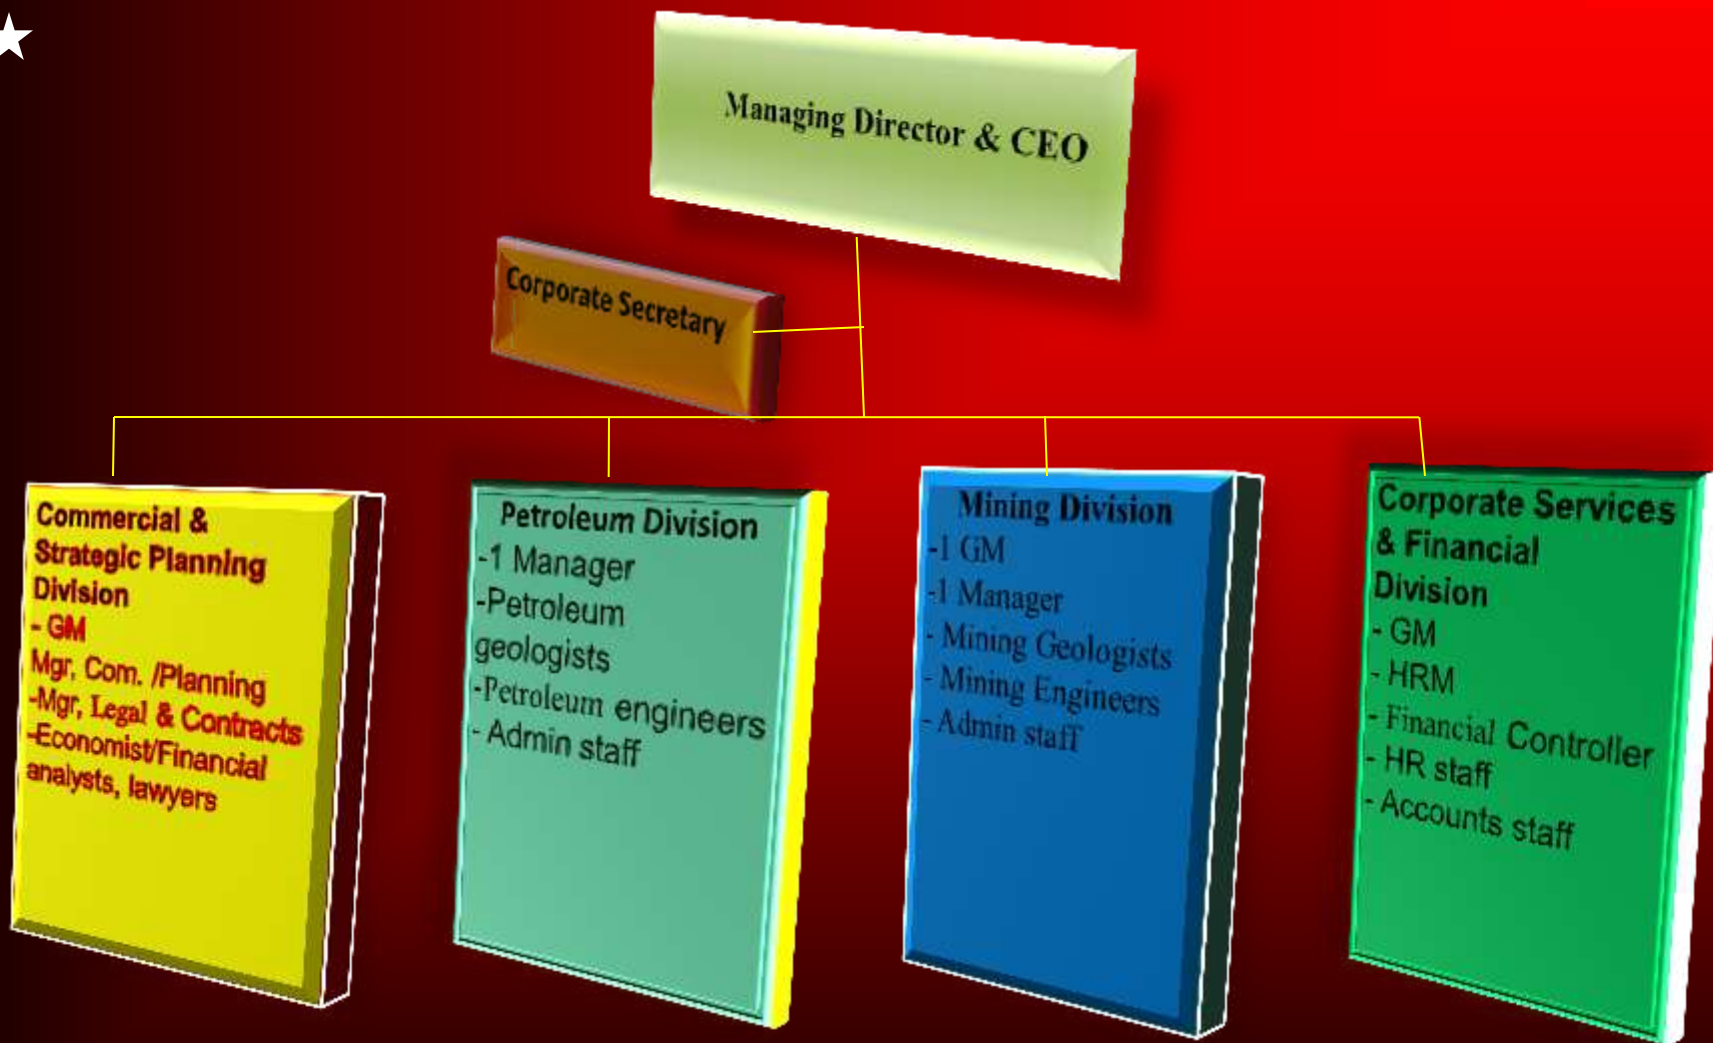 Managing Director & CEO
Corporate Secretary
Commercial &
Strategic Planning
Division
- GM
Mgr, Com. /Planning
-Mgr, Legal & Contracts
-Economist/Financial
analysts, lawyers
Petroleum Division
-1 Manager
-Petroleum
geologists
-Petroleum engineers
- Admin staff
Mining Division
-1 GM
-1 Manager
- Mining Geologists
- Mining Engineers
- Admin staff
Corporate Services
& Financial
Division
- GM
- HRM
- Financial Controller
- HR staff
- Accounts staff